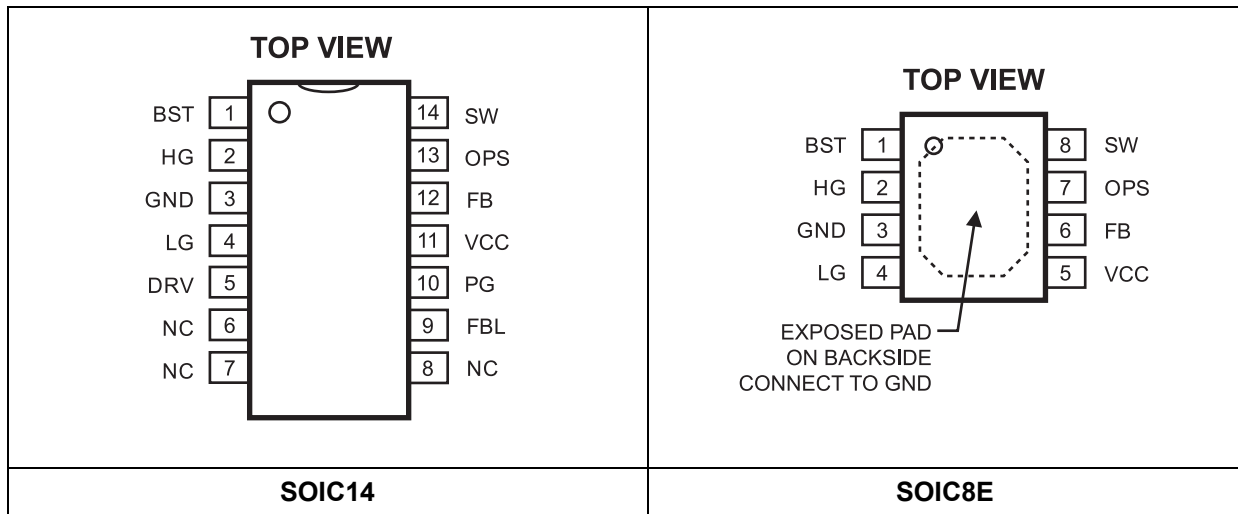 TOP VIEW
BST 1 14 SW
HG 2 13 OPS
GND 3 12 FB
LG 4 11 VCC
DRV 5 10 PG
NC 6 9 FBL
NC 7 8 NC
SOIC14
TOP VIEW
BST 1 8 SW
HG 2 7 OPS
GND 3 6 FB
LG 4 5 VCC
EXPOSED PAD
ON BACKSIDE
CONNECT TO GND
SOIC8E